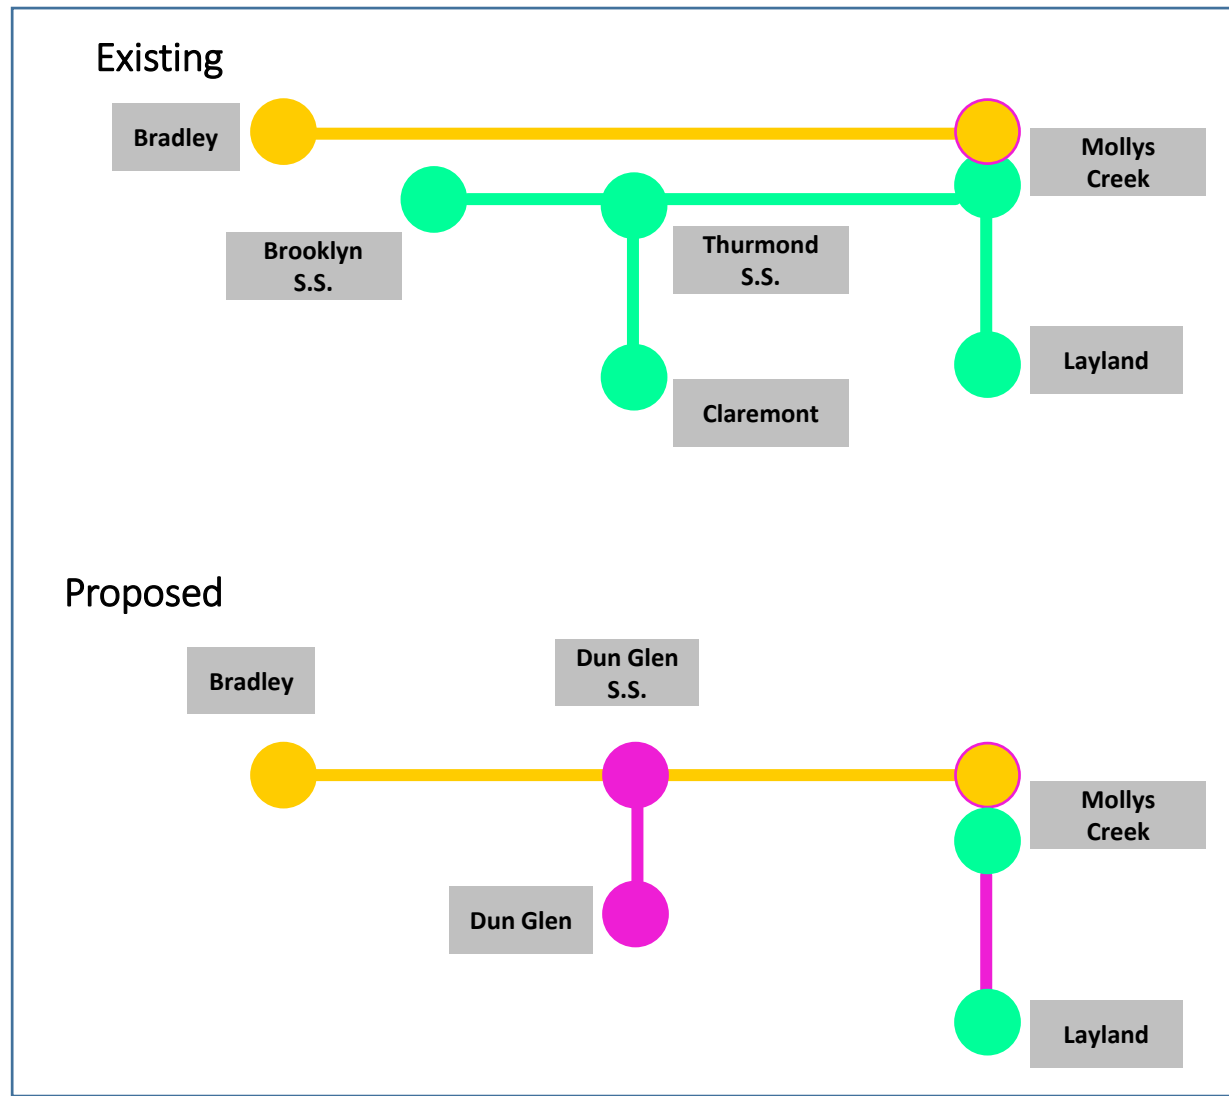 Existing
Bradley
Mollys
Creek
Brooklyn
S.S.
Thurmond
S.S.
Layland
Claremont
Proposed
Bradley
Dun Glen
S.S.
Mollys
Creek
Dun Glen
Layland